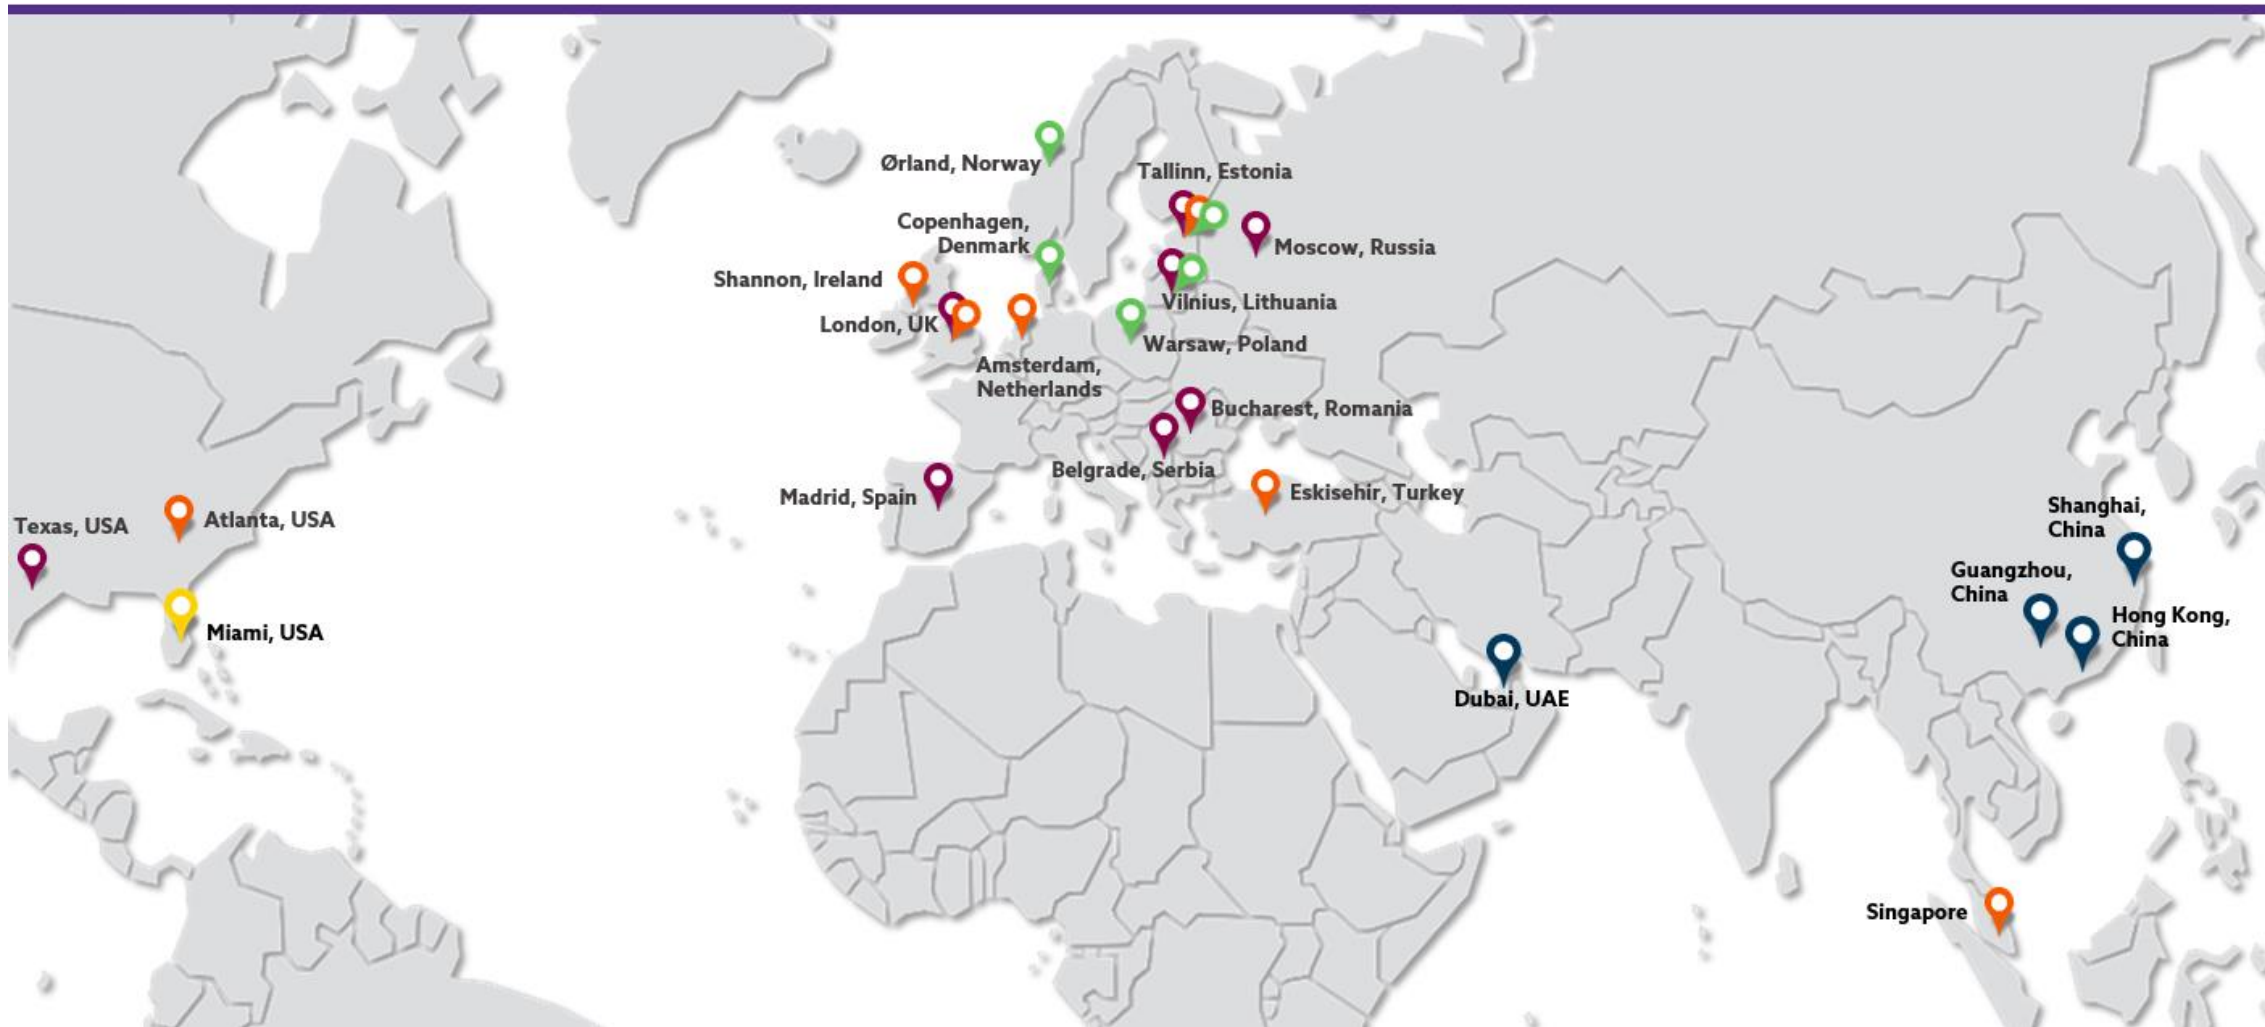 Ørland, Norway
Tallinn, Estonia
Copenhagen,
Denmark
Moscow, Russia
Shannon, Ireland
Vilnius, Lithuania
London, UK
Warsaw, Poland
Amsterdam,
Netherlands
Bucharest, Romania
Belgrade, Serbia
Madrid, Spain
Eskisehir, Turkey
Texas, USA
Atlanta, USA
Miami, USA
Shanghai,
China
Guangzhou,
China
Hong Kong,
China
Dubai, UAE
Singapore